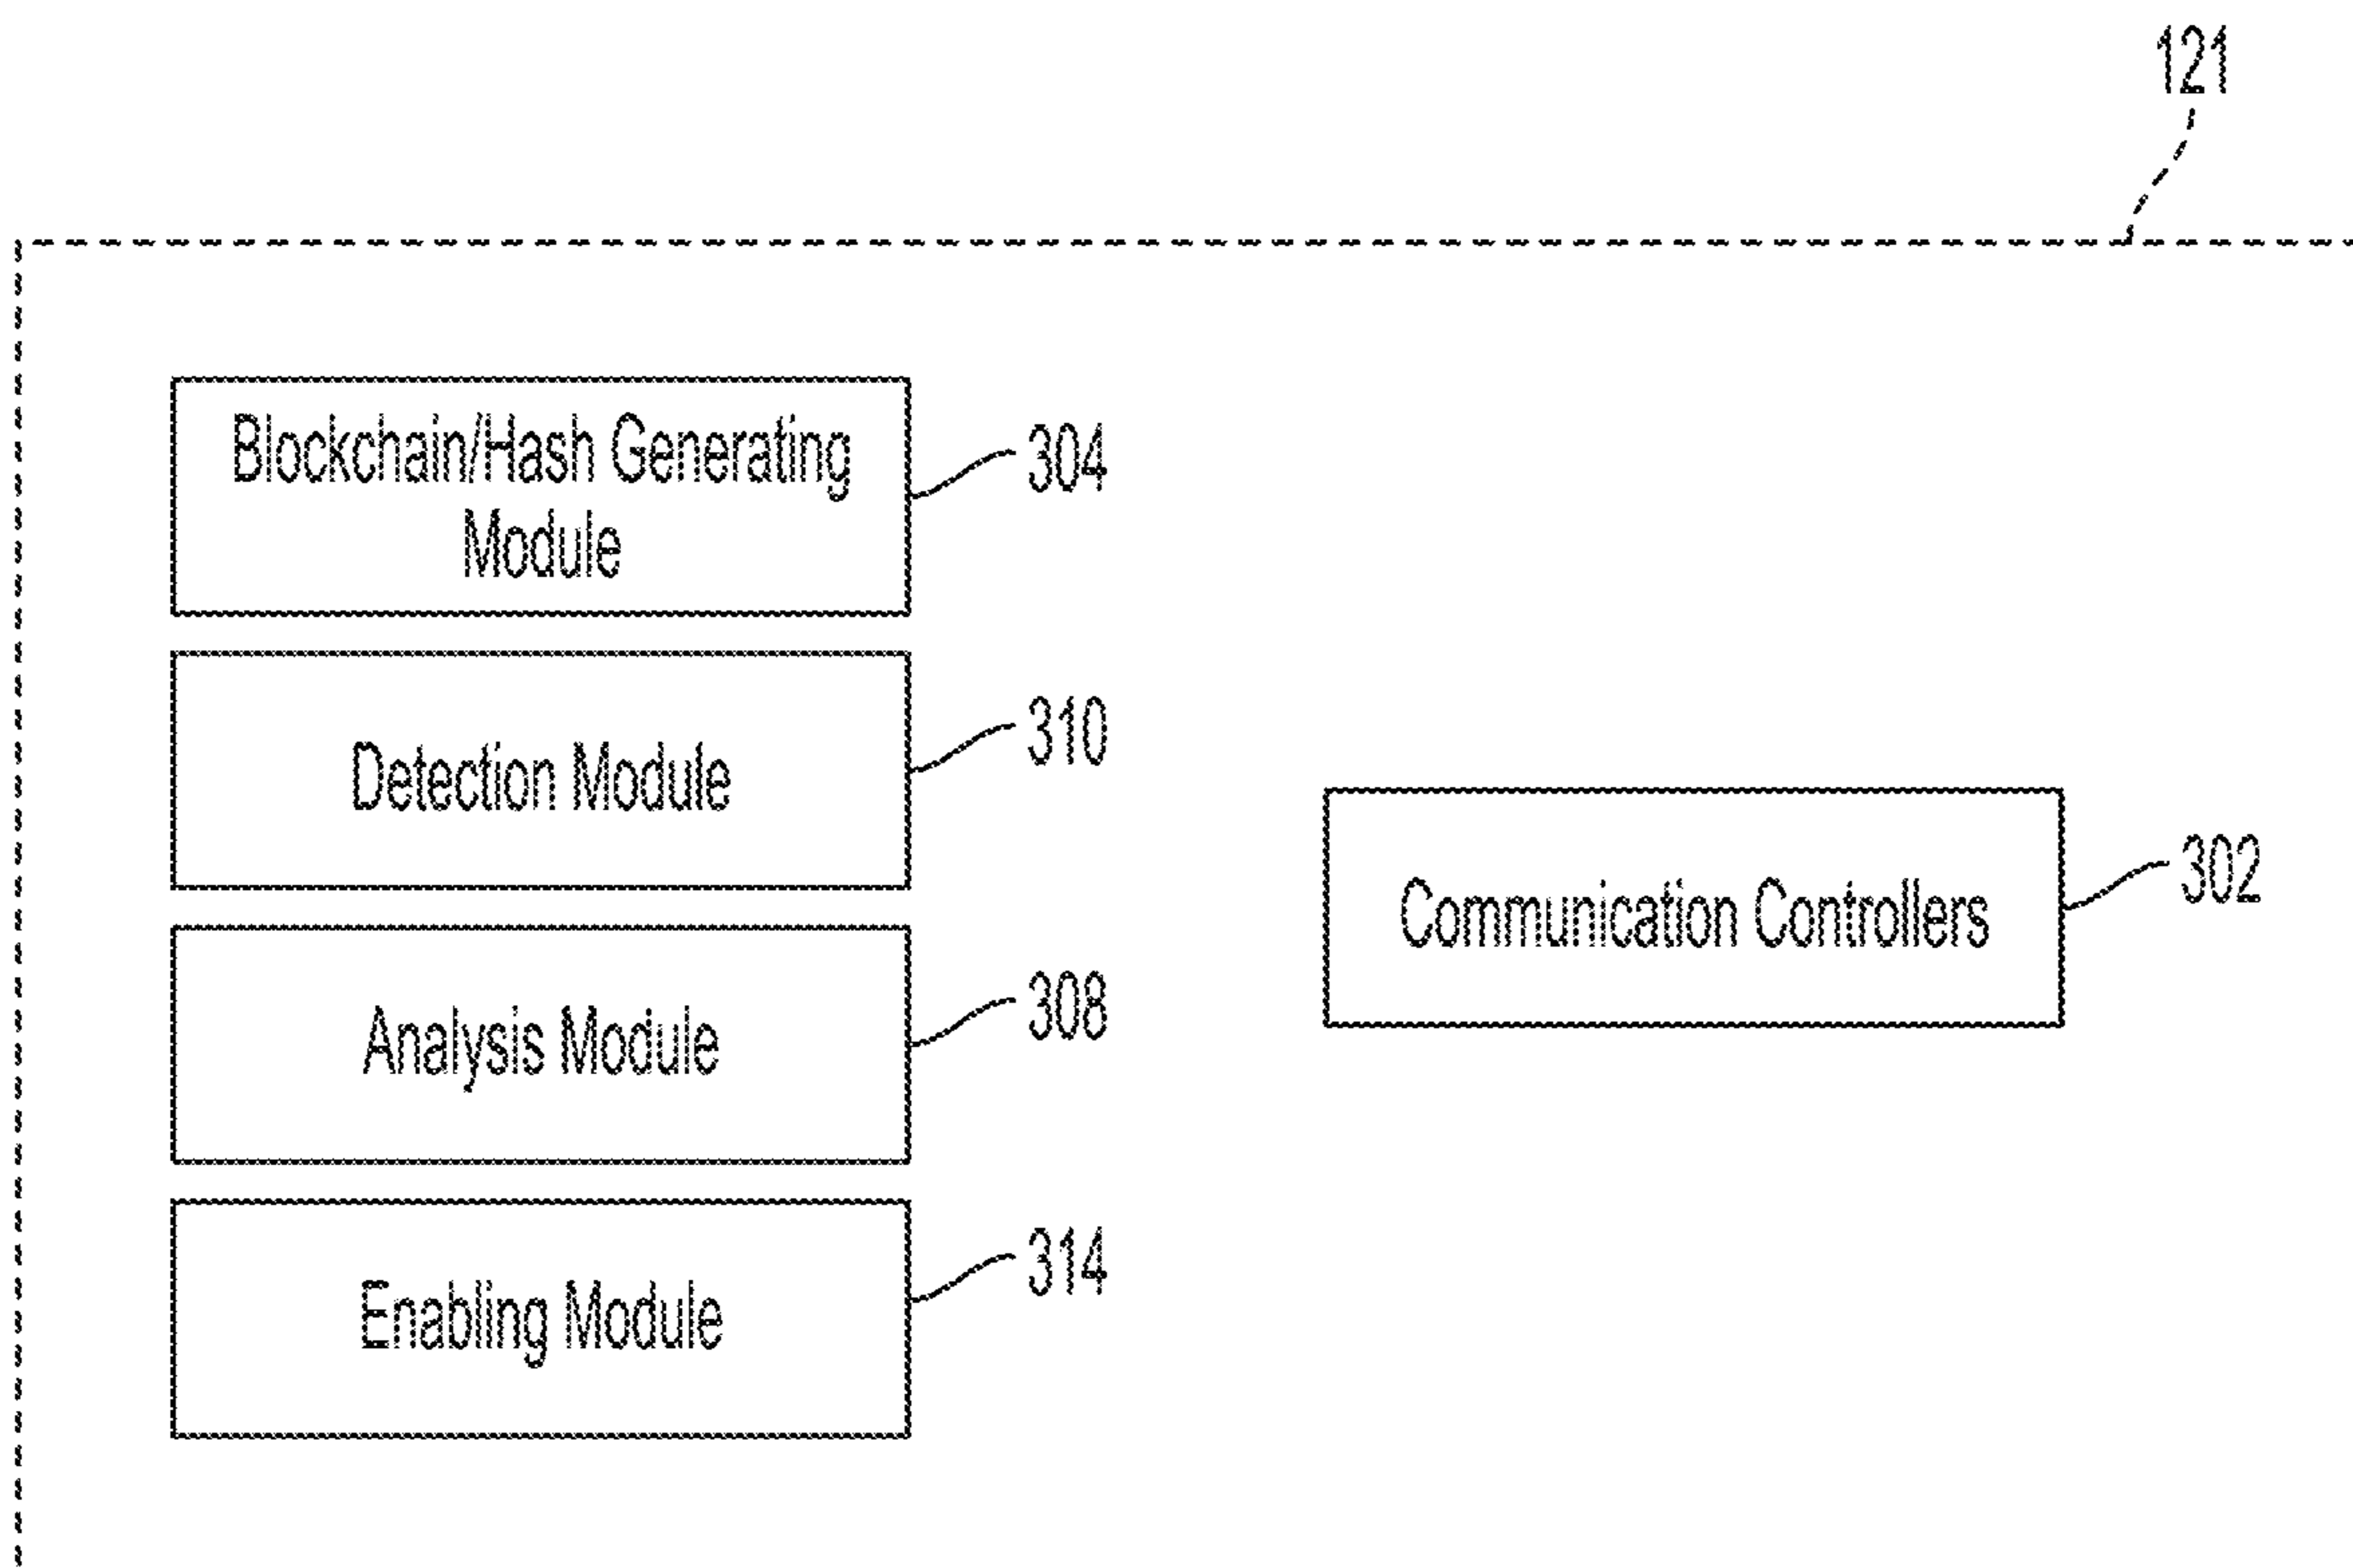 121
Blockchain/Hash Generating
Module
304
Detection Module
310
Communication Controllers
302
Analysis Module
308
Enabling Module
314